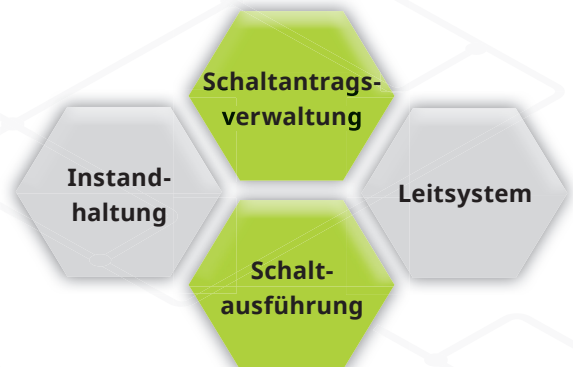 Schaltantrags-
verwaltung
Instand-
haltung
Leitsystem
Schalt-
ausführung